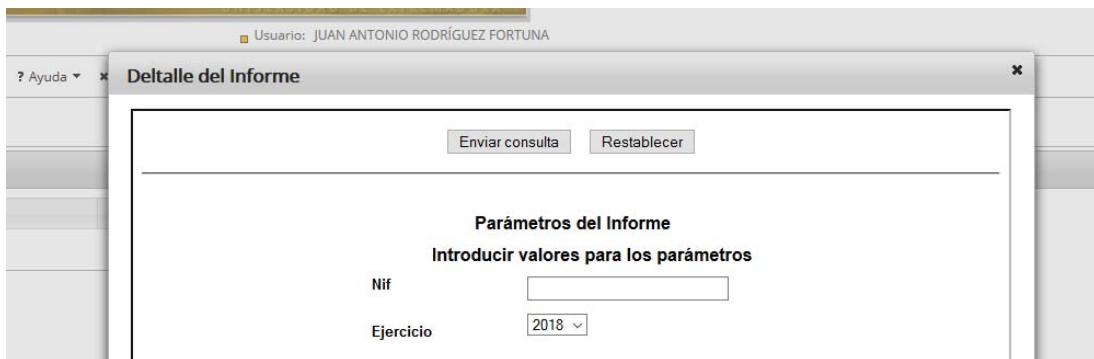 Usuario: JUAN ANTONIO RODRÍGUEZ FORTUNA
? Ayuda
Deltalle del Informe
Enviar consulta Restablecer
Parámetros del Informe
Introducir valores para los parámetros
Nif
Ejercicio 2018